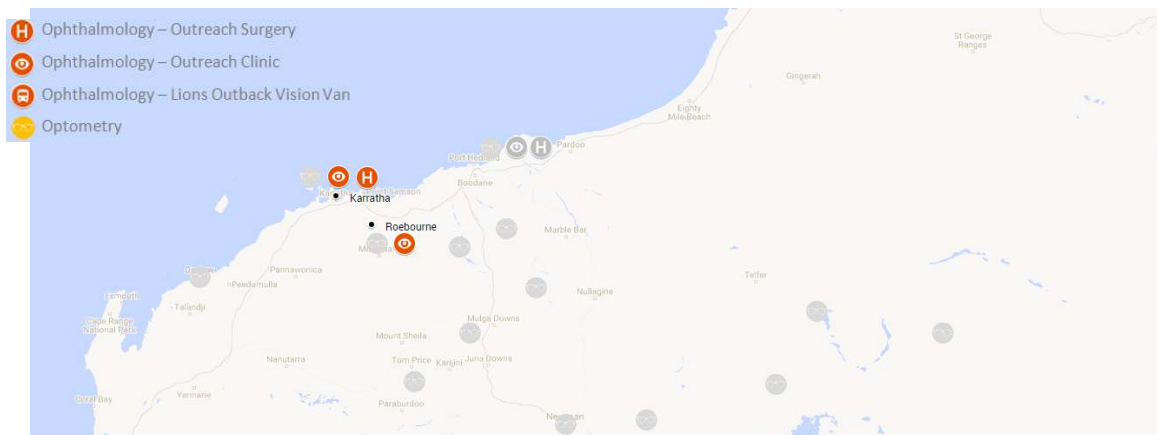 Ophthalmology – Outreach Surgery
Ophthalmology – Outreach Clinic
Ophthalmology – Lions Outback Vision Van
Optometry
St George
Ranges
Gingerah
Eighty
Mile Beach
Pardoo
Port Hedland
Boodarie
Karratha
Roebourne
Marble Bar
Pannawonica
Peedamulla
Telfer
Exmouth
Nullagine
Talandji
Cape Range
National Park
Mulga Downs
Mount Sheila
Nanutarra
Tom Price
Karijini
Juna Downs
Yannarie
Coral Bay
Paraburdoo